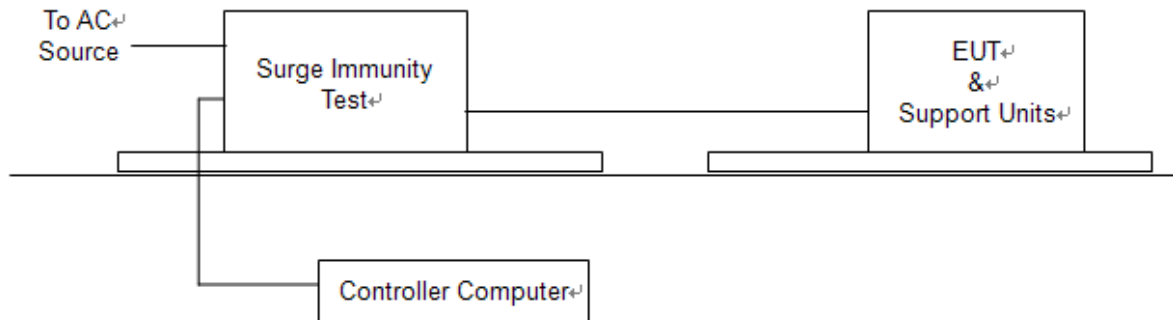 To AC↵
Source
Surge Immunity
Test↵
EUT↵
&↵
Support Units↵
Controller Computer↵